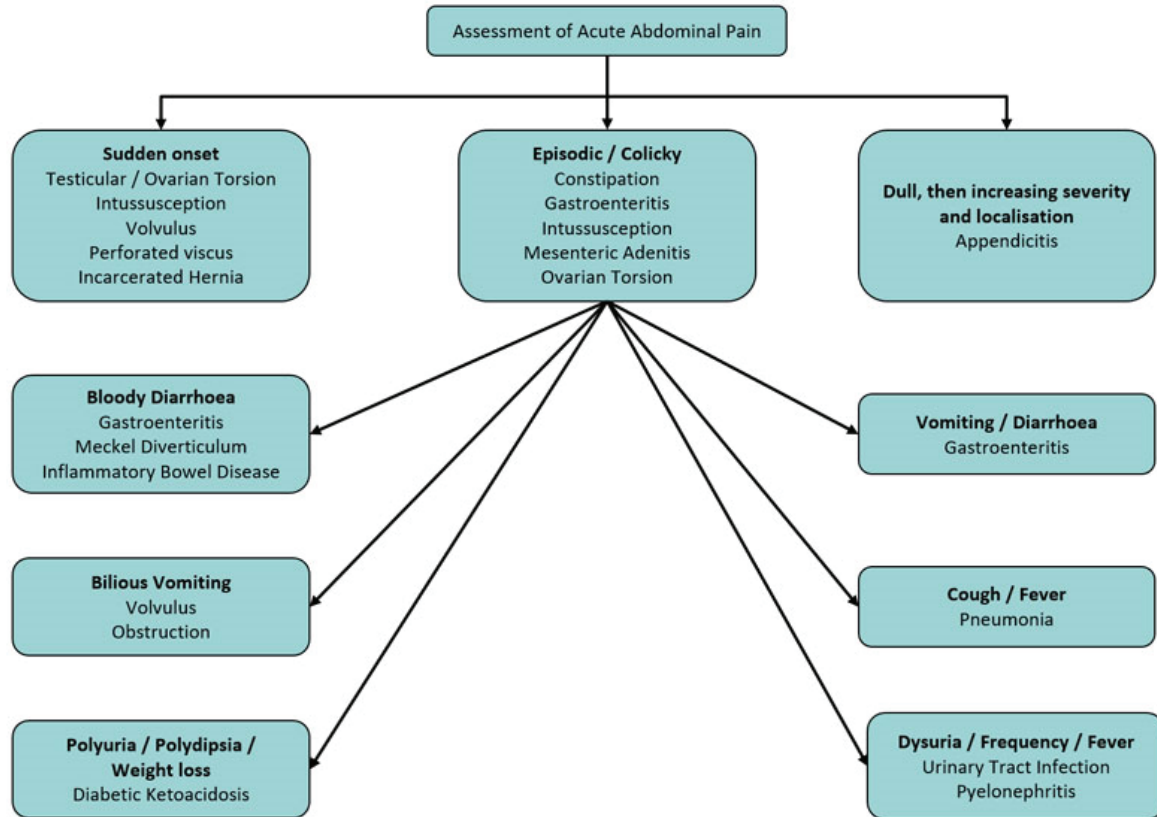 Assessment of Acute Abdominal Pain
Sudden onset
Testicular / Ovarian Torsion
Intussusception
Volvulus
Perforated viscus
Incarcerated Hernia
Episodic / Colicky
Constipation
Gastroenteritis
Intussusception
Mesenteric Adenitis
Ovarian Torsion
Dull, then increasing severity
and localisation
Appendicitis
Bloody Diarrhoea
Gastroenteritis
Meckel Diverticulum
Inflammatory Bowel Disease
Vomiting / Diarrhoea
Gastroenteritis
Bilious Vomiting
Volvulus
Obstruction
Cough / Fever
Pneumonia
Polyuria / Polydipsia /
Weight loss
Diabetic Ketoacidosis
Dysuria / Frequency / Fever
Urinary Tract Infection
Pyelonephritis